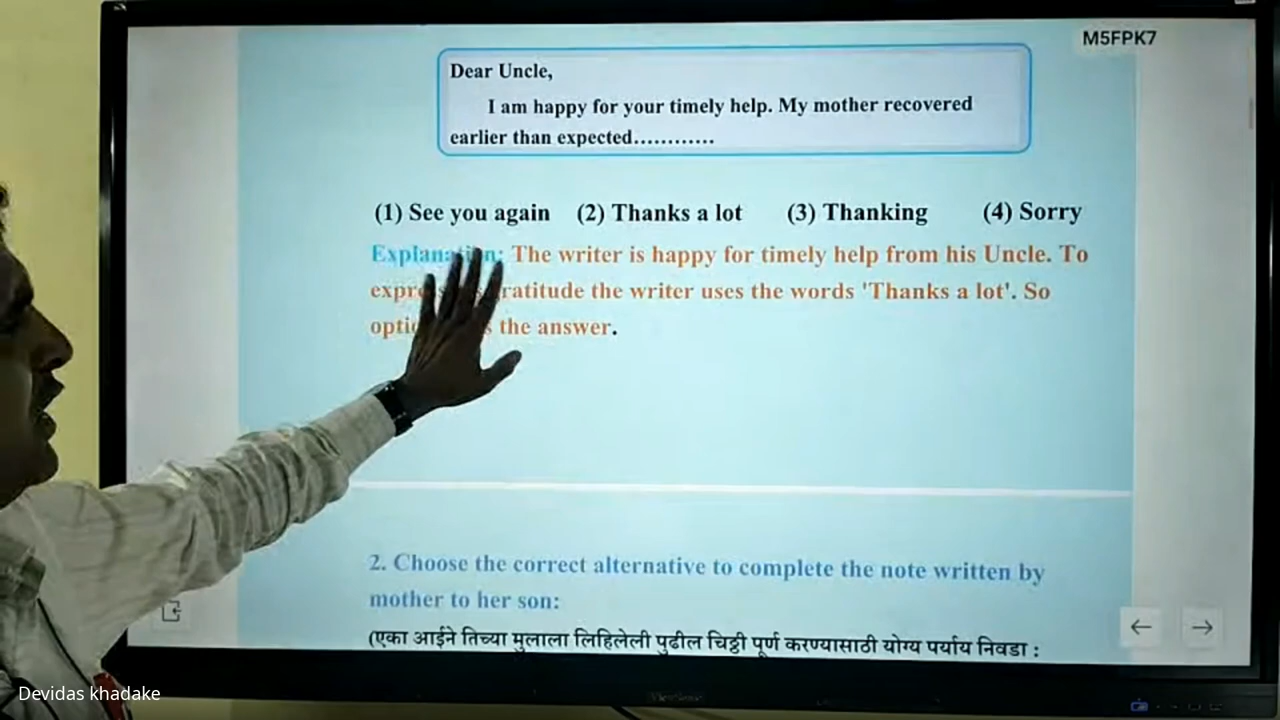 M5FPK7
Dear Uncle,
I am happy for your timely help. My mother recovered
earlier than expected............
(1) See you again (2) Thanks a lot (3) Thanking (4) Sorry
The writer is happy for timely help from his Uncle. To
the writer uses the words 'Thanks a lot'. So
the answer.
2. Choose the correct alternative to complete the note written by
mother to her son:
(एका आईने तिच्या मुलाला लिहिलेली पुढील चिठ्ठी पूर्ण करण्यासाठी योग्य पर्याय निवडा :
Devidas khadake
ViewSonic